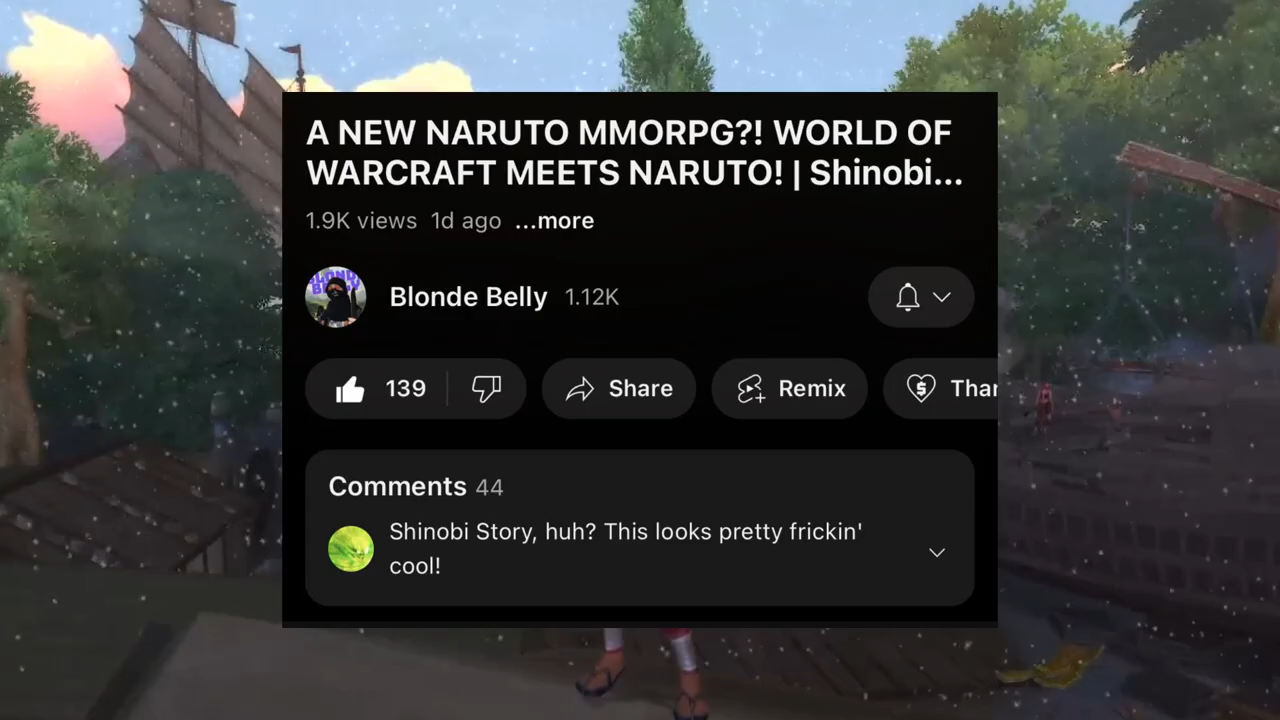 A NEW NARUTO MMORPG?! WORLD OF
WARCRAFT MEETS NARUTO! | Shinobi...
1.9K views 1d ago ...more
Blonde Belly 1.12K
139 Share Remix Than
Comments 44
Shinobi Story, huh? This looks pretty frickin'
cool!